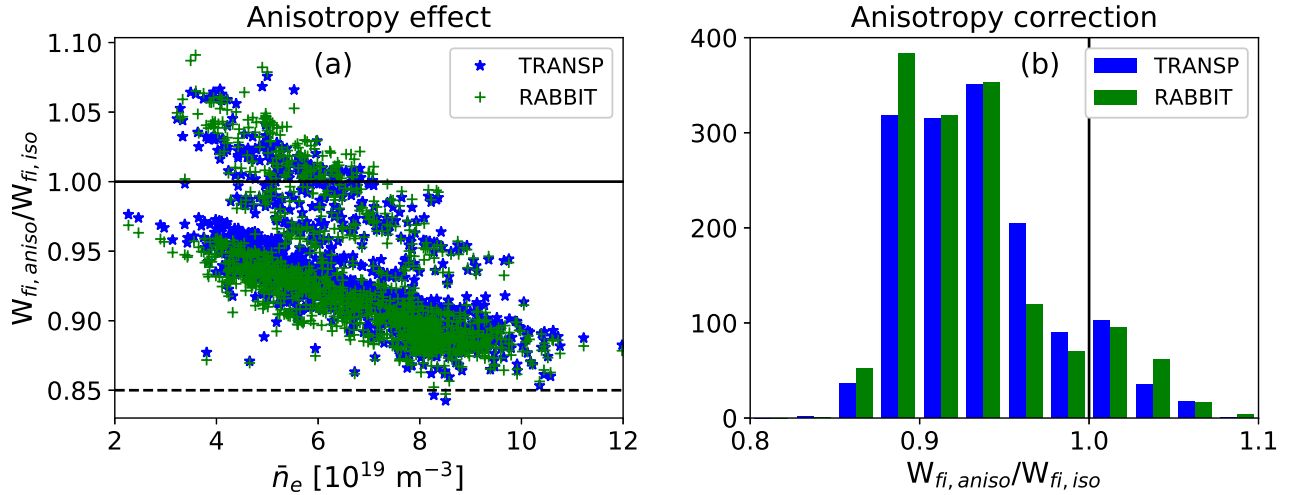 Anisotropy effect
(a)
TRANSP
RABBIT
1.10
1.05
1.00
0.95
0.90
0.85
W_{fi, aniso}/W_{fi, iso}
2 4 6 8 10 12
n̄_e [10^{19} m^{-3}]
Anisotropy correction
(b)
TRANSP
RABBIT
400
300
200
100
0
0.8 0.9 1.0 1.1
W_{fi, aniso}/W_{fi, iso}